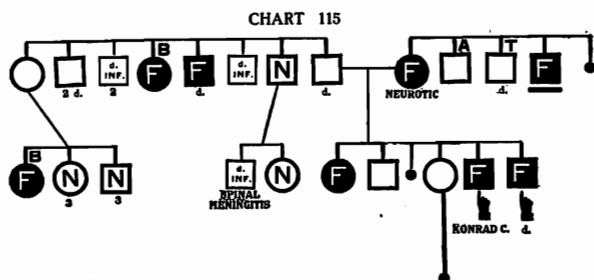 CHART 115
B A T
d. INF. F F d. INF. N F F
2 d. 2 d. d. NEUROTIC d.
B
F N N d. INF. N F F F
3 3 SPINAL MENINGITIS KONRAD C. d.